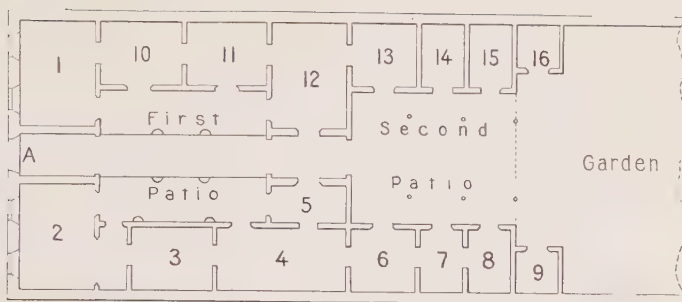 1 10 11 12 13 14 15 16
First
Second
A
Garden
Patio
Patio
5
2 3 4 6 7 8 9